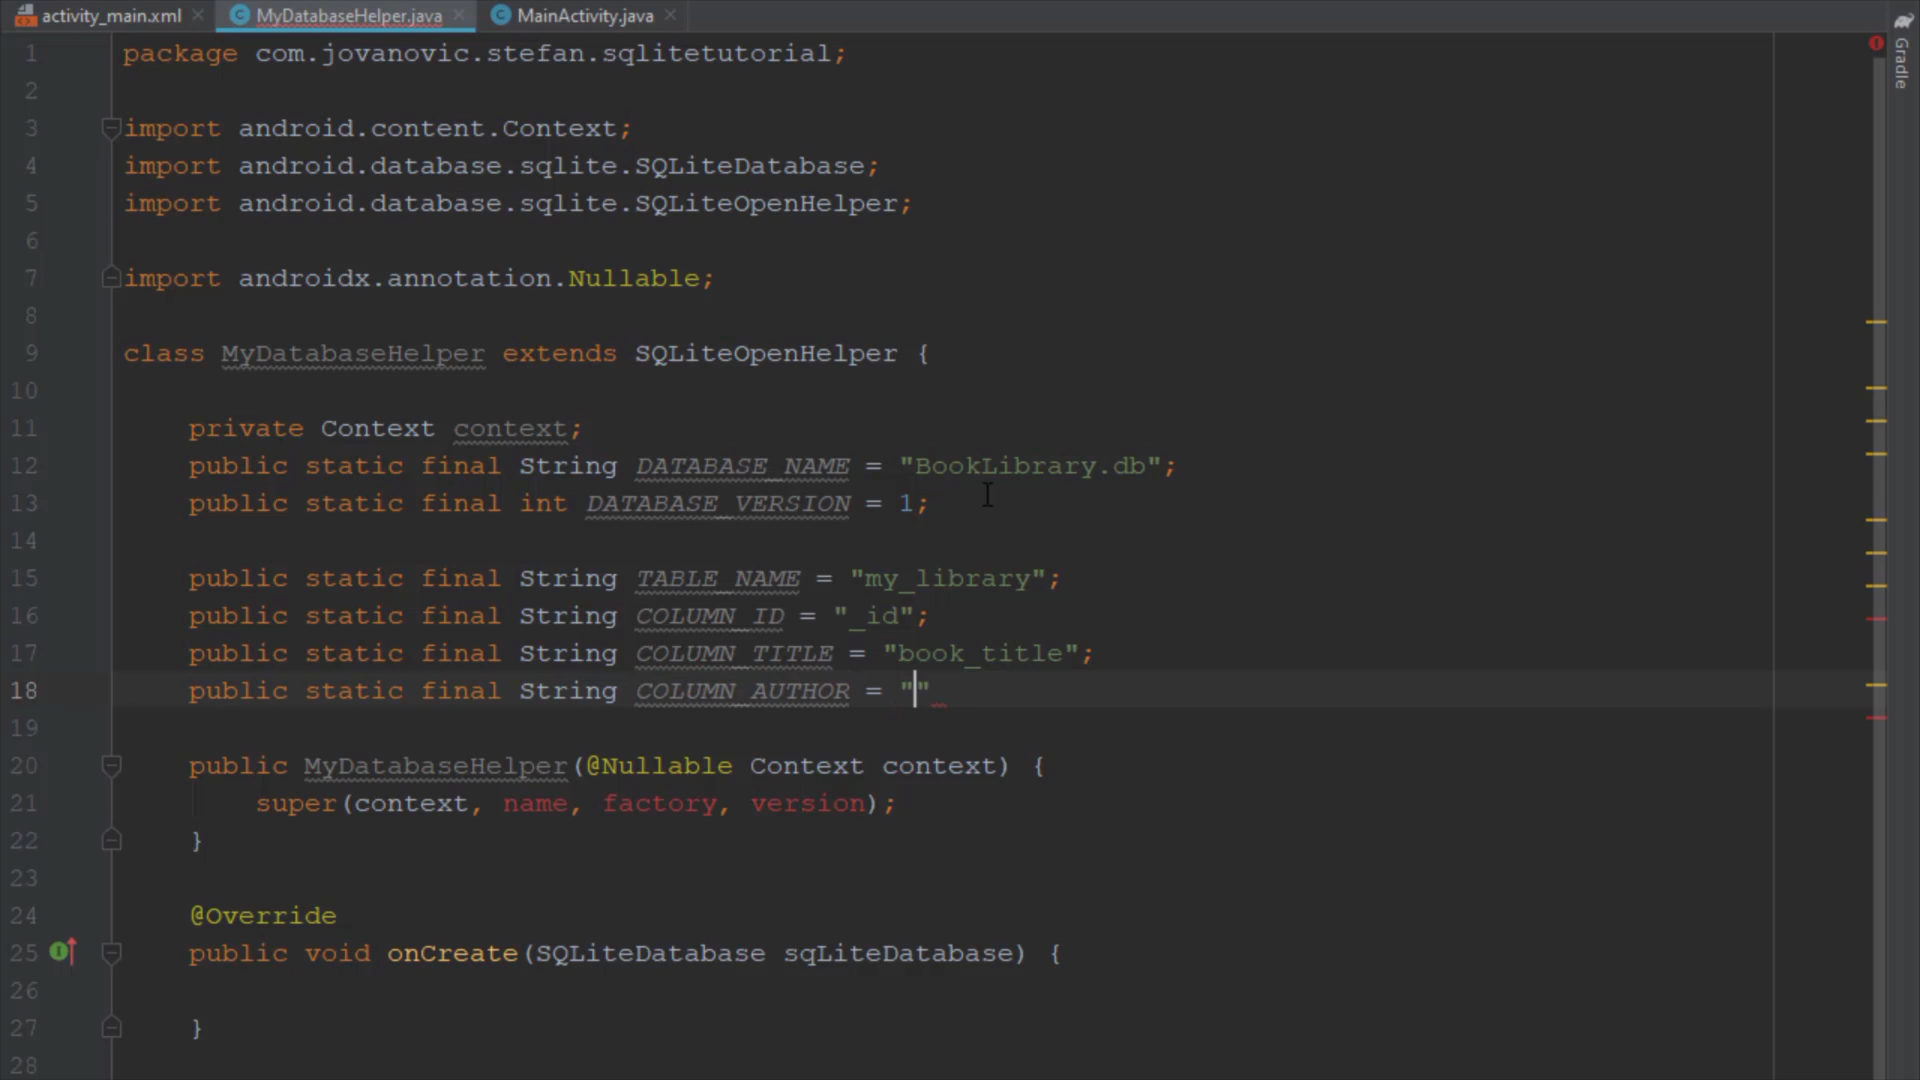 activity_main.xml MyDatabaseHelper.java MainActivity.java
Gradle
1 package com.jovanovic.stefan.sqlitetutorial;
2
3 import android.content.Context;
4 import android.database.sqlite.SQLiteDatabase;
5 import android.database.sqlite.SQLiteOpenHelper;
6
7 import androidx.annotation.Nullable;
8
9 class MyDatabaseHelper extends SQLiteOpenHelper {
10
11 private Context context;
12 public static final String DATABASE_NAME = "BookLibrary.db";
13 public static final int DATABASE_VERSION = 1;
14
15 public static final String TABLE_NAME = "my_library";
16 public static final String COLUMN_ID = "_id";
17 public static final String COLUMN_TITLE = "book_title";
18 public static final String COLUMN_AUTHOR = ""
19
20 public MyDatabaseHelper(@Nullable Context context) {
21 super(context, name, factory, version);
22 }
23
24 @Override
25 public void onCreate(SQLiteDatabase sqLiteDatabase) {
26
27 }
28